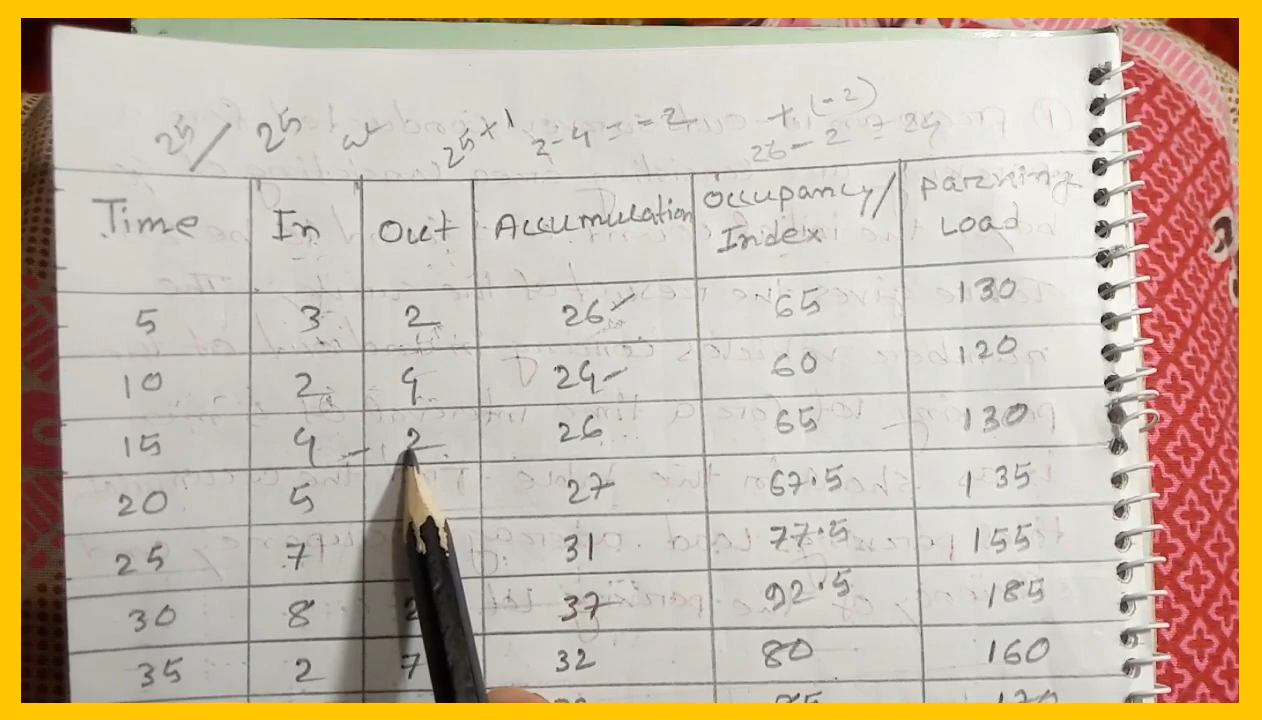 25/ 25 25×1 2-4 = -2 +(-2)
26-2 = 24
Time In Out Accumulation Occupancy/ Index Parking Load
5 3 2 26 65 130
10 2 4 24 60 120
15 4 - 2 26 65 130
20 5 27 67.5 135
25 7 31 77.5 155
30 8 2 37 92.5 185
35 2 7 32 80 160